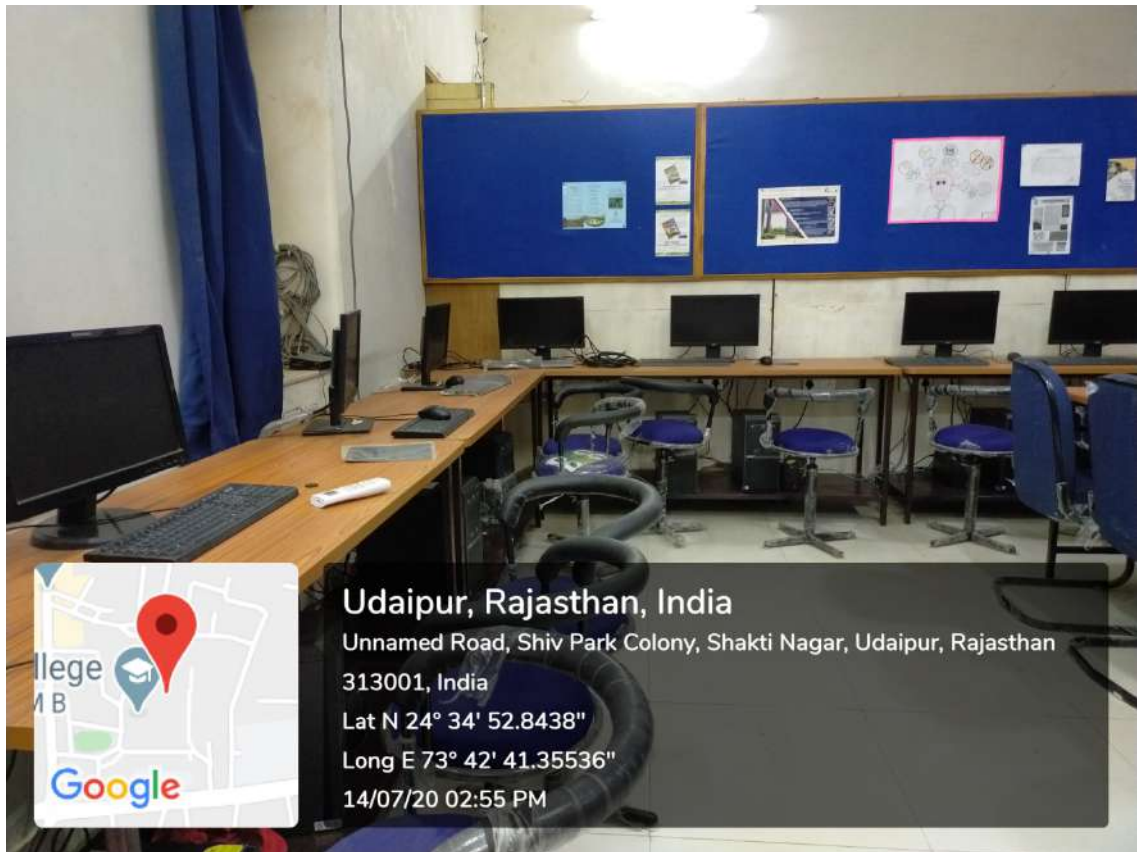 Udaipur, Rajasthan, India
Unnamed Road, Shiv Park Colony, Shakti Nagar, Udaipur, Rajasthan
313001, India
Lat N 24° 34' 52.8438"
Long E 73° 42' 41.35536"
14/07/20 02:55 PM
llege
M B
Google